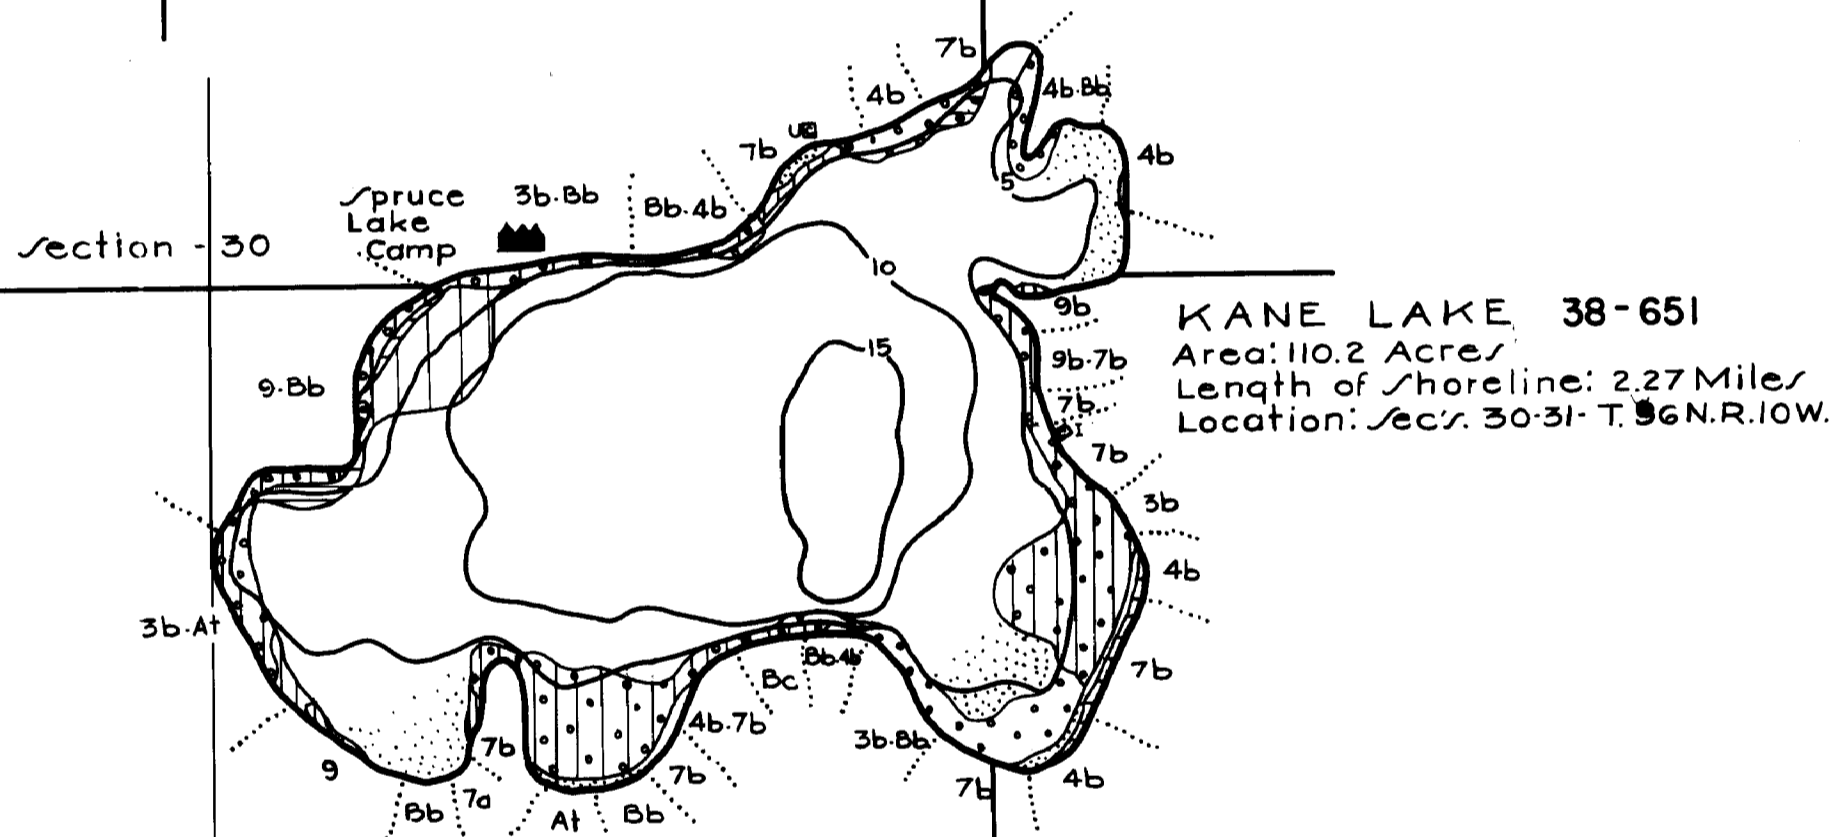 7b
4b
4b.Bb
U
7b
4b
Spruce
Lake
Camp
3b.Bb
Bb.4b
5
section - 30
10
9b
KANE LAKE 38-651
Area: 110.2 Acres
Length of shoreline: 2.27 Miles
Location: Sec's. 30-31- T. 96N.R.10W.
15
9b.7b
9.Bb
7b
I
7b
3b
4b
3b.At
Bb.4b
7b
Bc
4b.7b
3b.Bb
7b
9
7b
7b
4b
Bb
7a
At
Bb